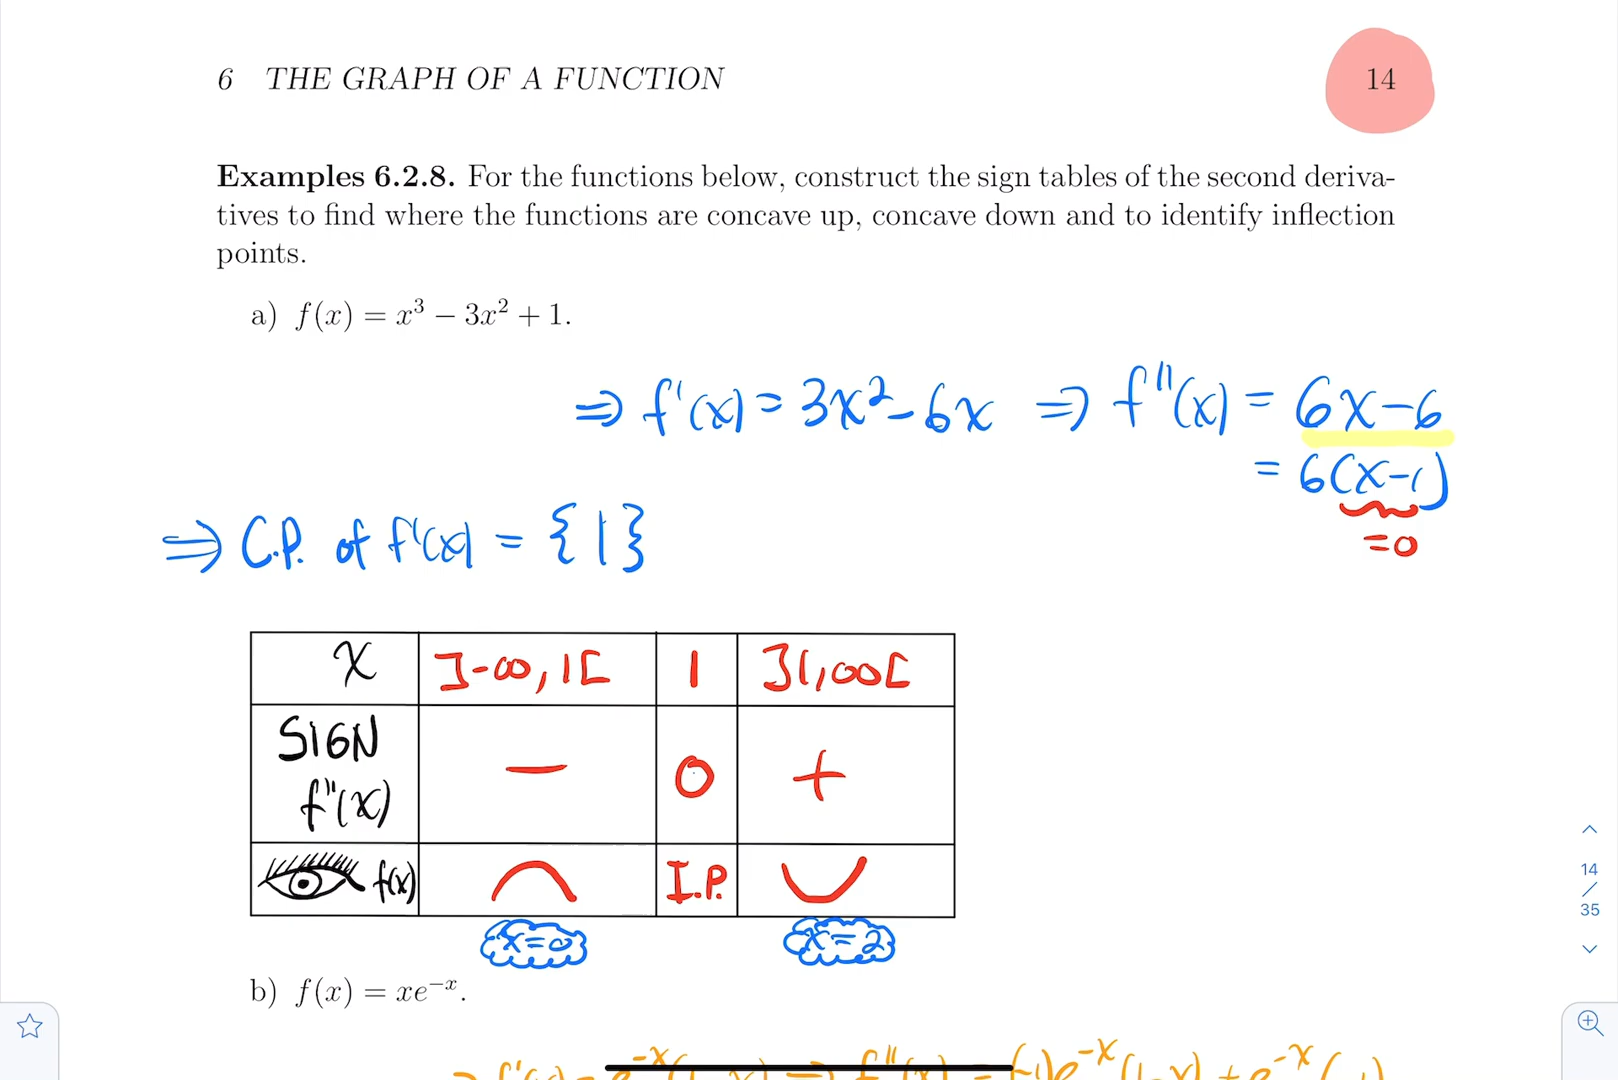 6 THE GRAPH OF A FUNCTION 14
Examples 6.2.8. For the functions below, construct the sign tables of the second deriva-
tives to find where the functions are concave up, concave down and to identify inflection
points.
a) f(x) = x³ − 3x² + 1.
⇒ f'(x) = 3x² − 6x ⇒ f''(x) = 6x − 6
= 6(x−1)
=0
⇒ C.P. of f'(x) = {1}
x ]-∞, 1[ 1 ]1, ∞[
SIGN f''(x) − 0 +
f(x) I.P.
x=0 x=2
b) f(x) = xe⁻ˣ.
14
/
35